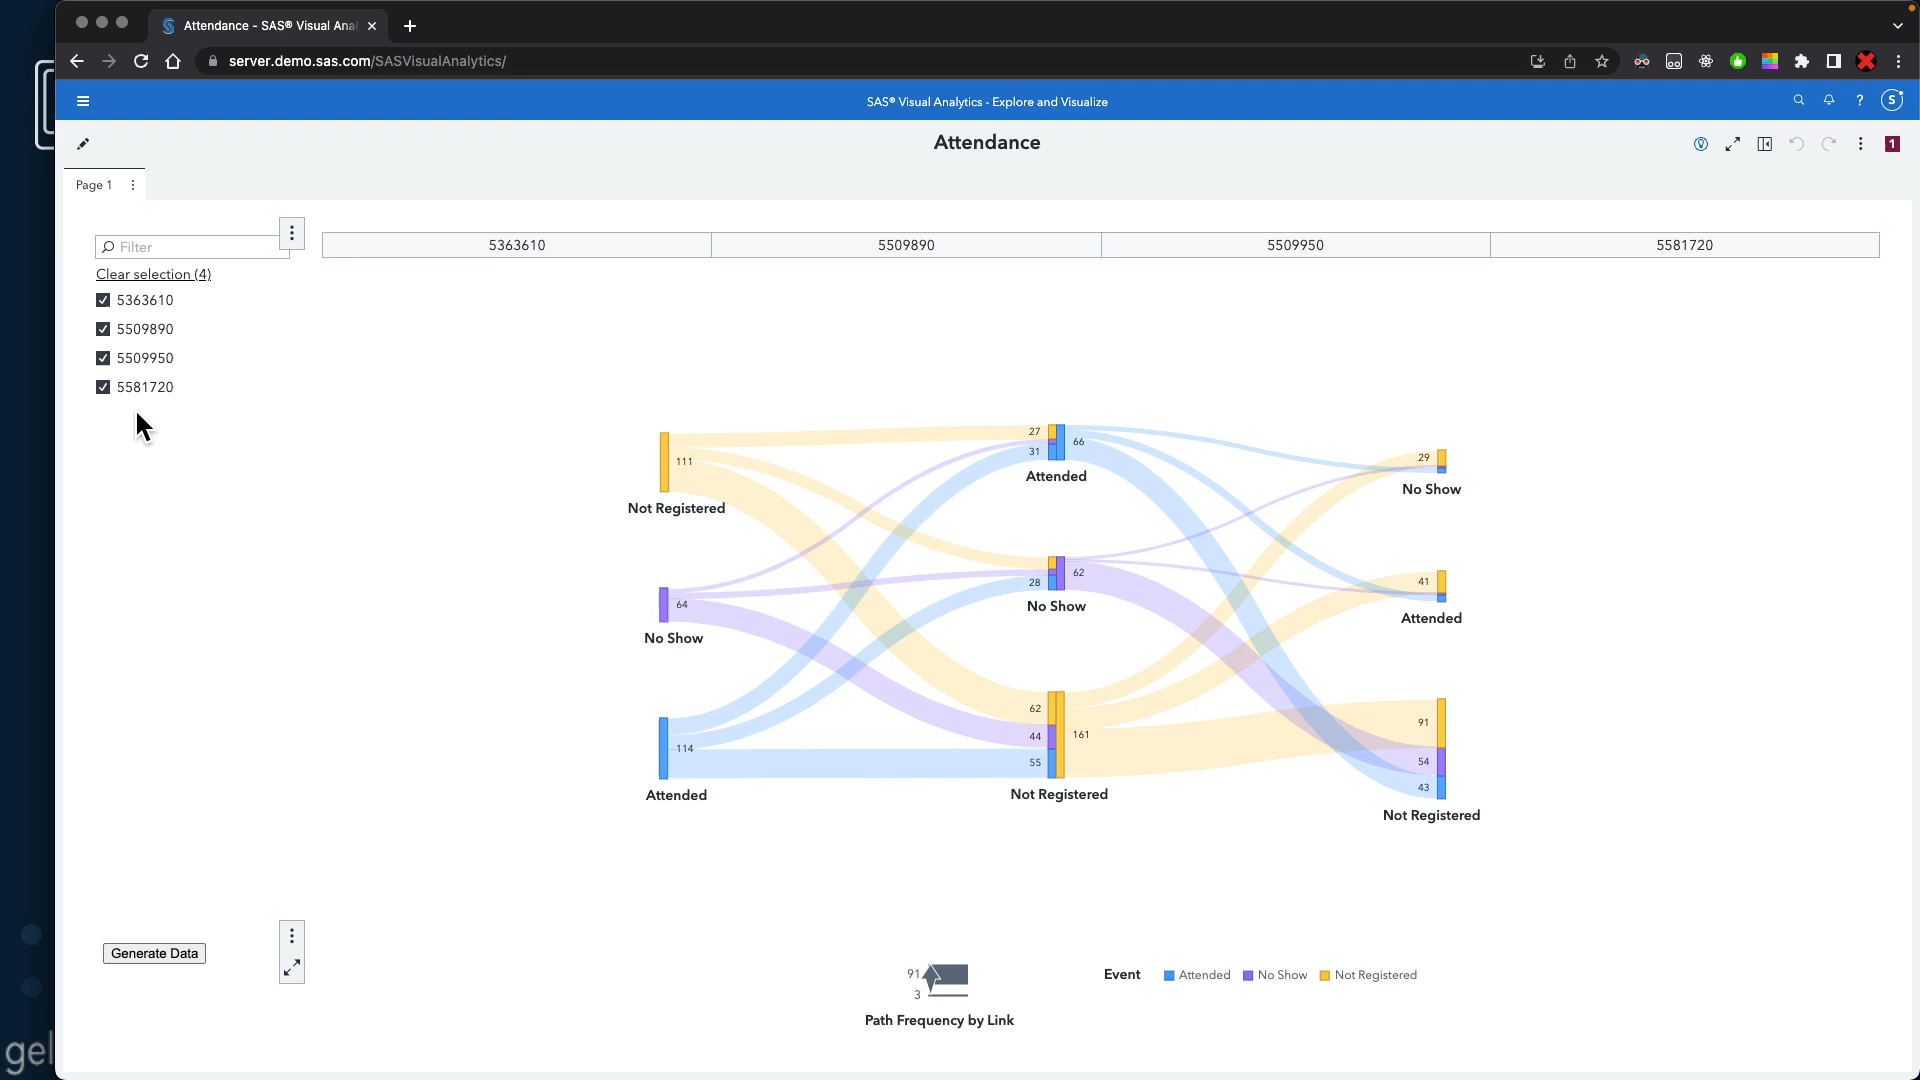 Attendance - SAS® Visual Ana
server.demo.sas.com/SASVisualAnalytics/
SAS® Visual Analytics - Explore and Visualize
S
Attendance
1
Page 1
Filter
Clear selection (4)
5363610
5509890
5509950
5581720
5363610 5509890 5509950 5581720
111
Not Registered
64
No Show
114
Attended
27
31
66
Attended
28
62
No Show
62
44
55
161
Not Registered
29
No Show
41
Attended
91
54
43
Not Registered
Generate Data
91
3
Path Frequency by Link
Event Attended No Show Not Registered
gel